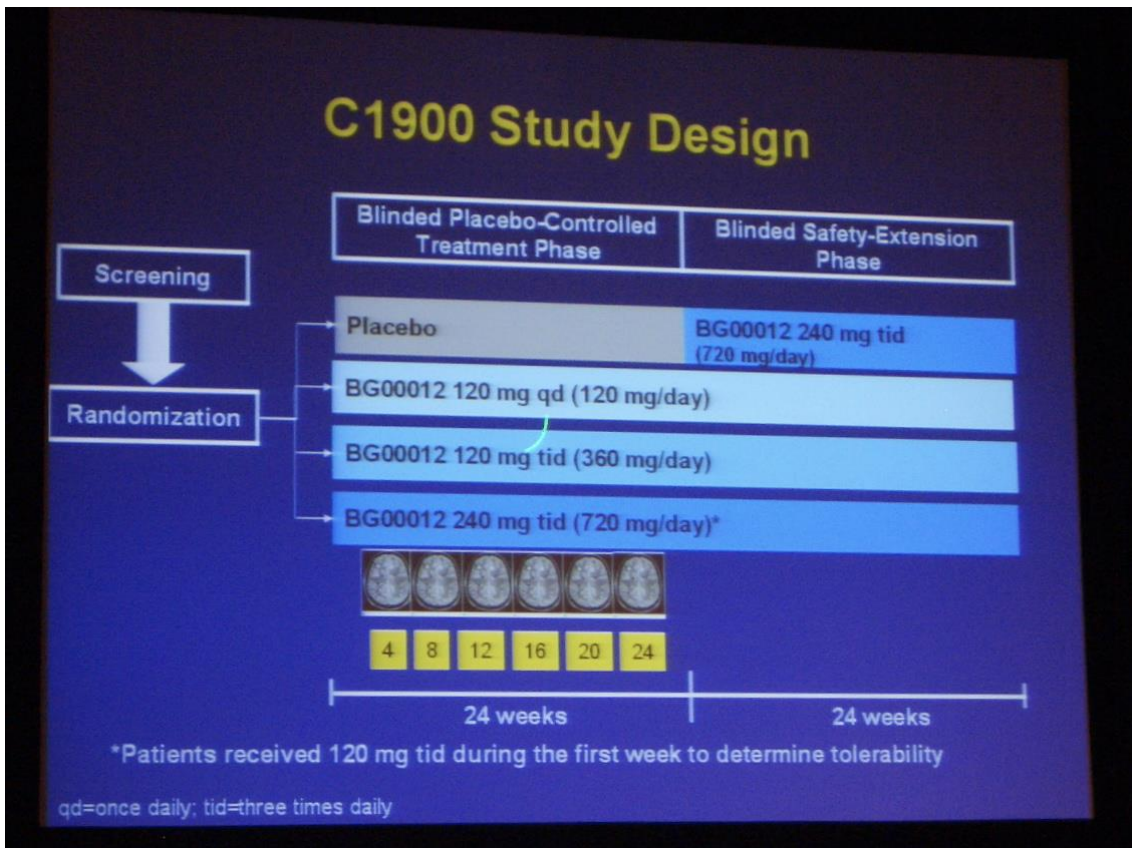 C1900 Study Design
Blinded Placebo-Controlled
Treatment Phase
Blinded Safety-Extension
Phase
Screening
Randomization
Placebo
BG00012 240 mg tid
(720 mg/day)
BG00012 120 mg qd (120 mg/day)
BG00012 120 mg tid (360 mg/day)
BG00012 240 mg tid (720 mg/day)*
4 8 12 16 20 24
24 weeks
24 weeks
*Patients received 120 mg tid during the first week to determine tolerability
qd=once daily; tid=three times daily